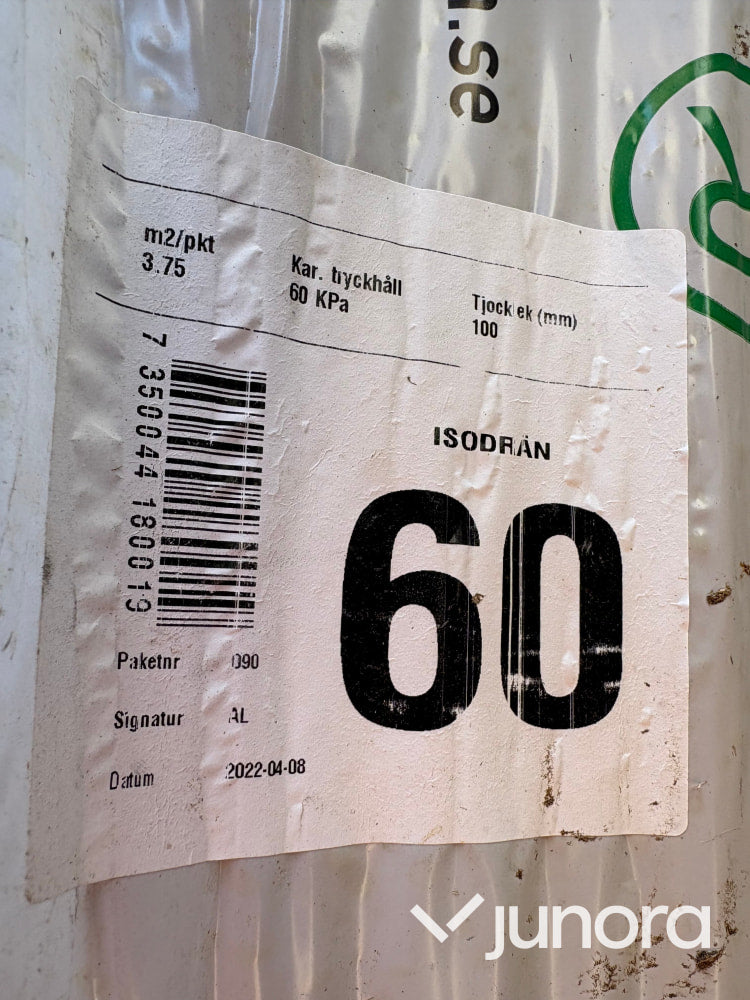 n.se
m2/pkt
3.75
Kar. tryckhåll
60 KPa
Tjocklek (mm)
100
7 350044 180019
ISODRÄN
60
Paketnr 090
Signatur AL
Datum 2022-04-08
junora